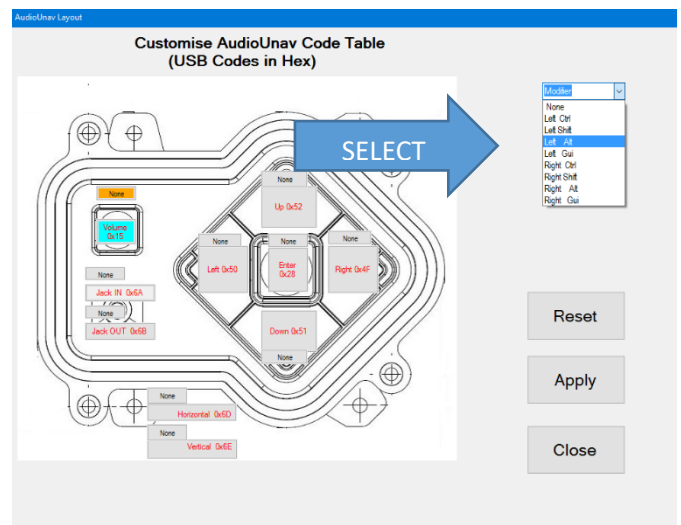 AudioUnav Layout
Customise AudioUnav Code Table
(USB Codes in Hex)
SELECT
Modifier
None
Left Ctrl
Left Shift
Left Alt
Left Gui
Right Ctrl
Right Shift
Right Alt
Right Gui
None
Volume
0x15
None
Jack IN 0x6A
None
Jack OUT 0x6B
None
Up 0x52
None
Left 0x50
None
Enter
0x28
None
Right 0x4F
Down 0x51
None
None
Horizontal 0x6D
None
Vertical 0x6E
Reset
Apply
Close